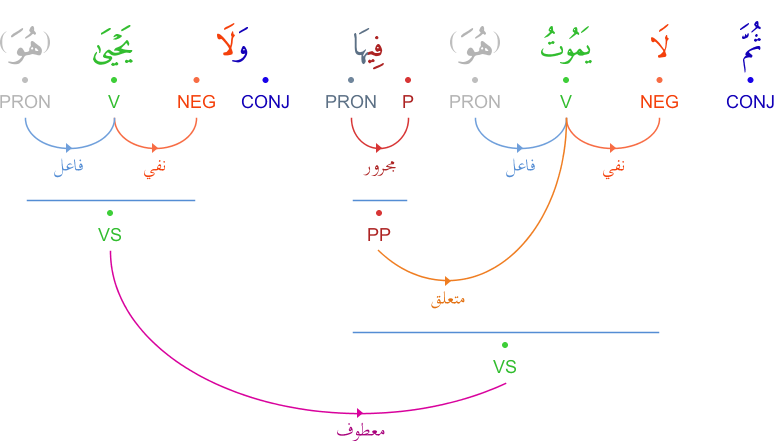 ثُمَّ لَا يَمُوتُ (هُوَ) فِيهَا وَلَا يَحْيَىٰ (هُوَ)
CONJ NEG V PRON P PRON CONJ NEG V PRON
نفي فاعل مجرور نفي فاعل
VS PP
متعلق
VS
معطوف